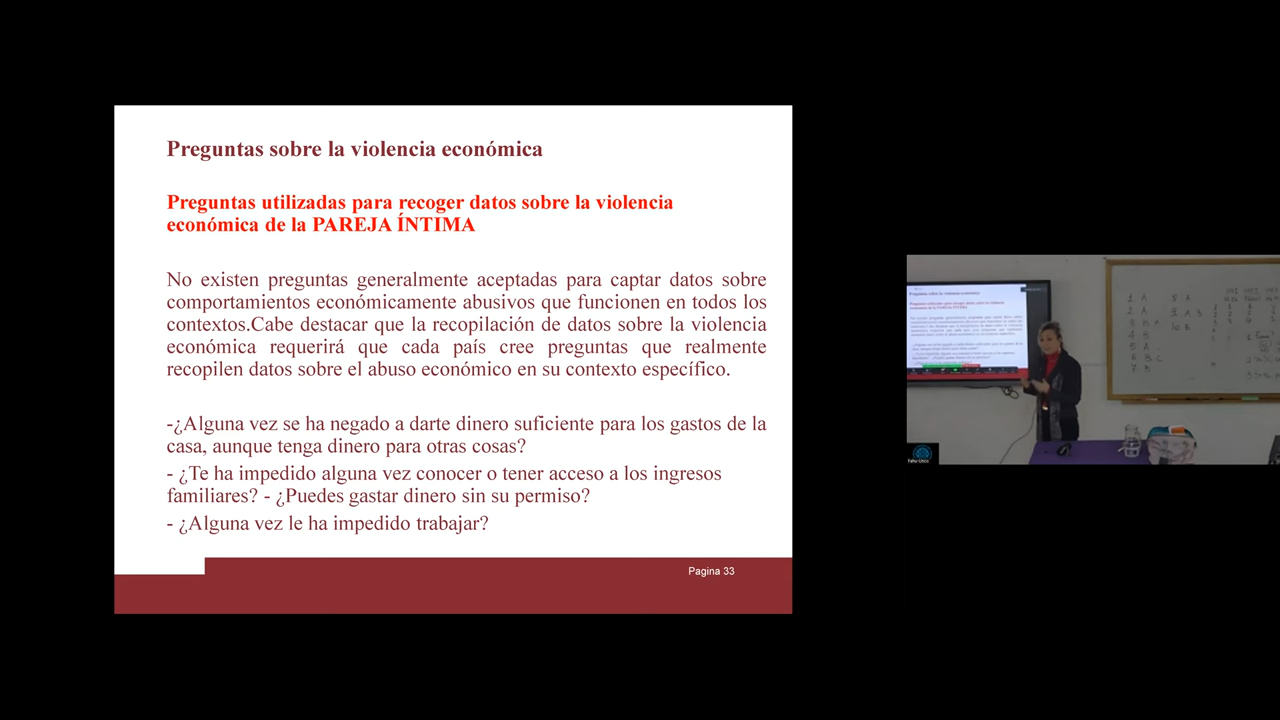 Preguntas sobre la violencia económica
Preguntas utilizadas para recoger datos sobre la violencia
económica de la PAREJA ÍNTIMA
No existen preguntas generalmente aceptadas para captar datos sobre
comportamientos económicamente abusivos que funcionen en todos los
contextos.Cabe destacar que la recopilación de datos sobre la violencia
económica requerirá que cada país cree preguntas que realmente
recopilen datos sobre el abuso económico en su contexto específico.
-¿Alguna vez se ha negado a darte dinero suficiente para los gastos de la
casa, aunque tenga dinero para otras cosas?
- ¿Te ha impedido alguna vez conocer o tener acceso a los ingresos
familiares? - ¿Puedes gastar dinero sin su permiso?
- ¿Alguna vez le ha impedido trabajar?
Pagina 33